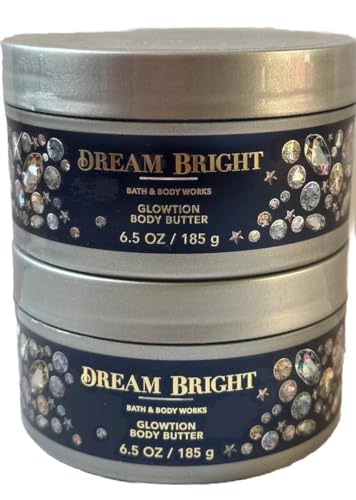 DREAM BRIGHT
BATH & BODY WORKS
GLOWTION
BODY BUTTER
6.5 OZ / 185 g
DREAM BRIGHT
BATH & BODY WORKS
GLOWTION
BODY BUTTER
6.5 OZ / 185 g